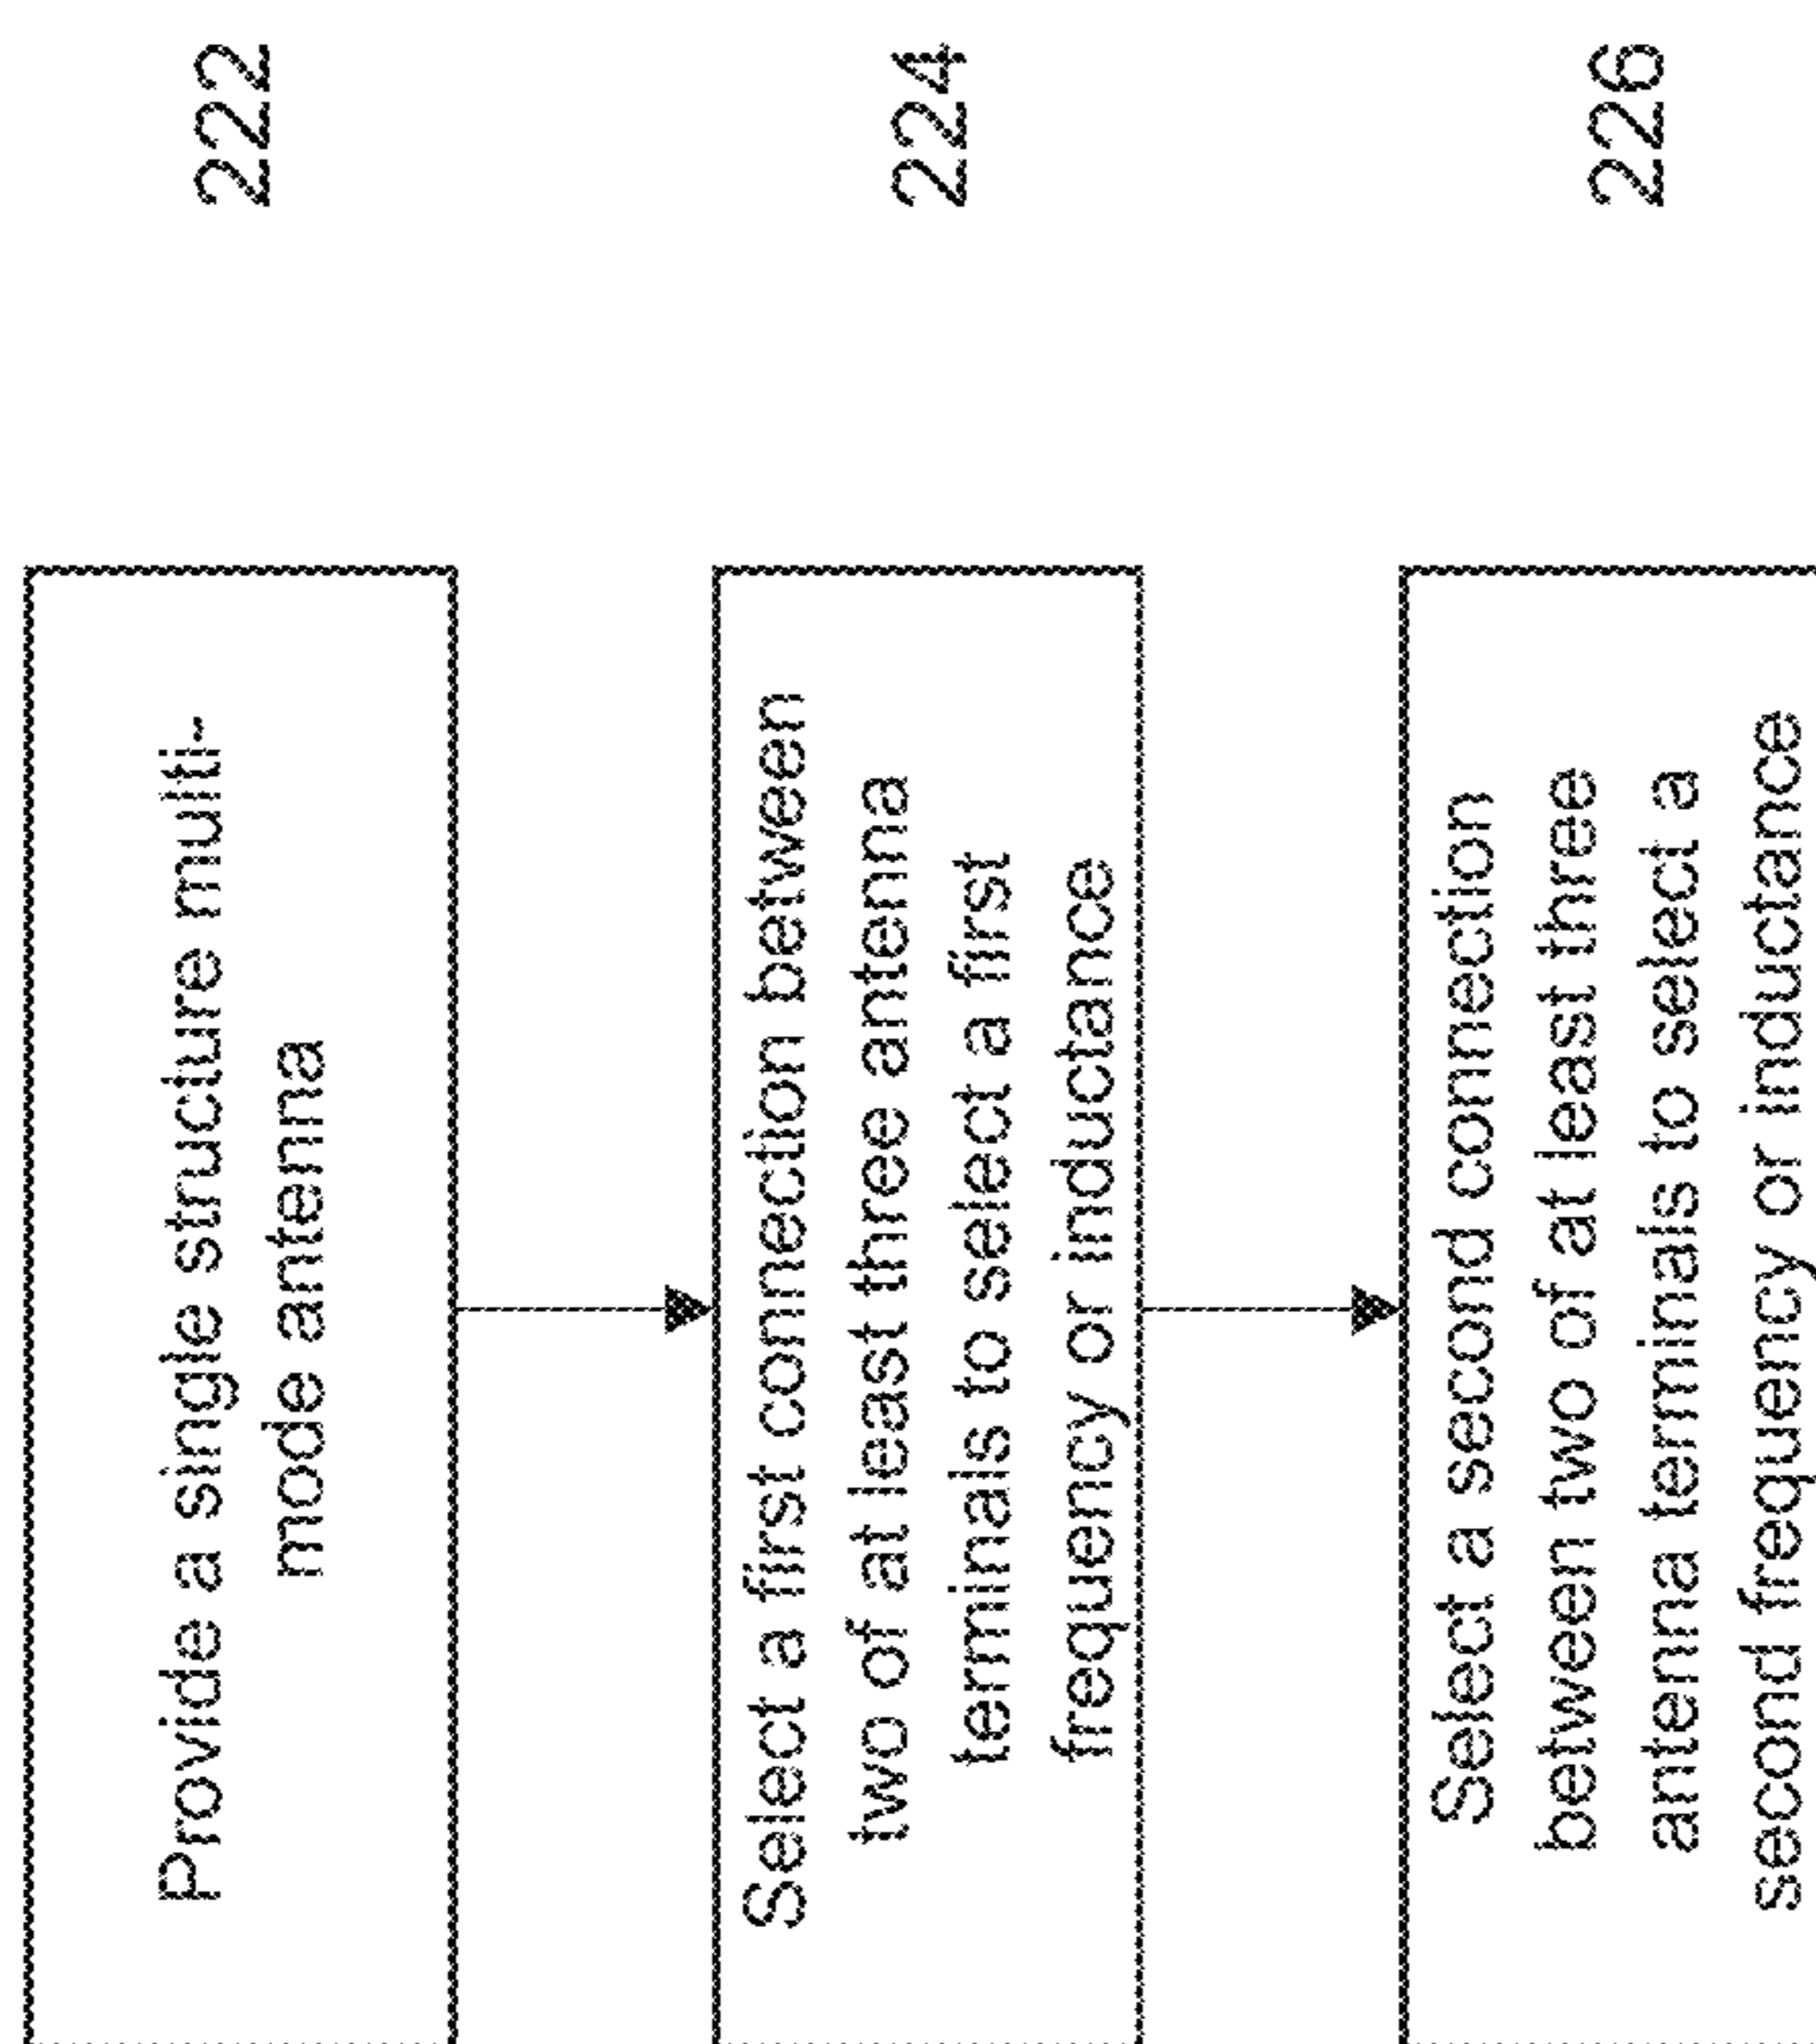 Provide a single structure multi-
mode antenna
222
Select a first connection between
two of at least three antenna
terminals to select a first
frequency or inductance
224
Select a second connection
between two of at least three
antenna terminals to select a
second frequency or inductance
226